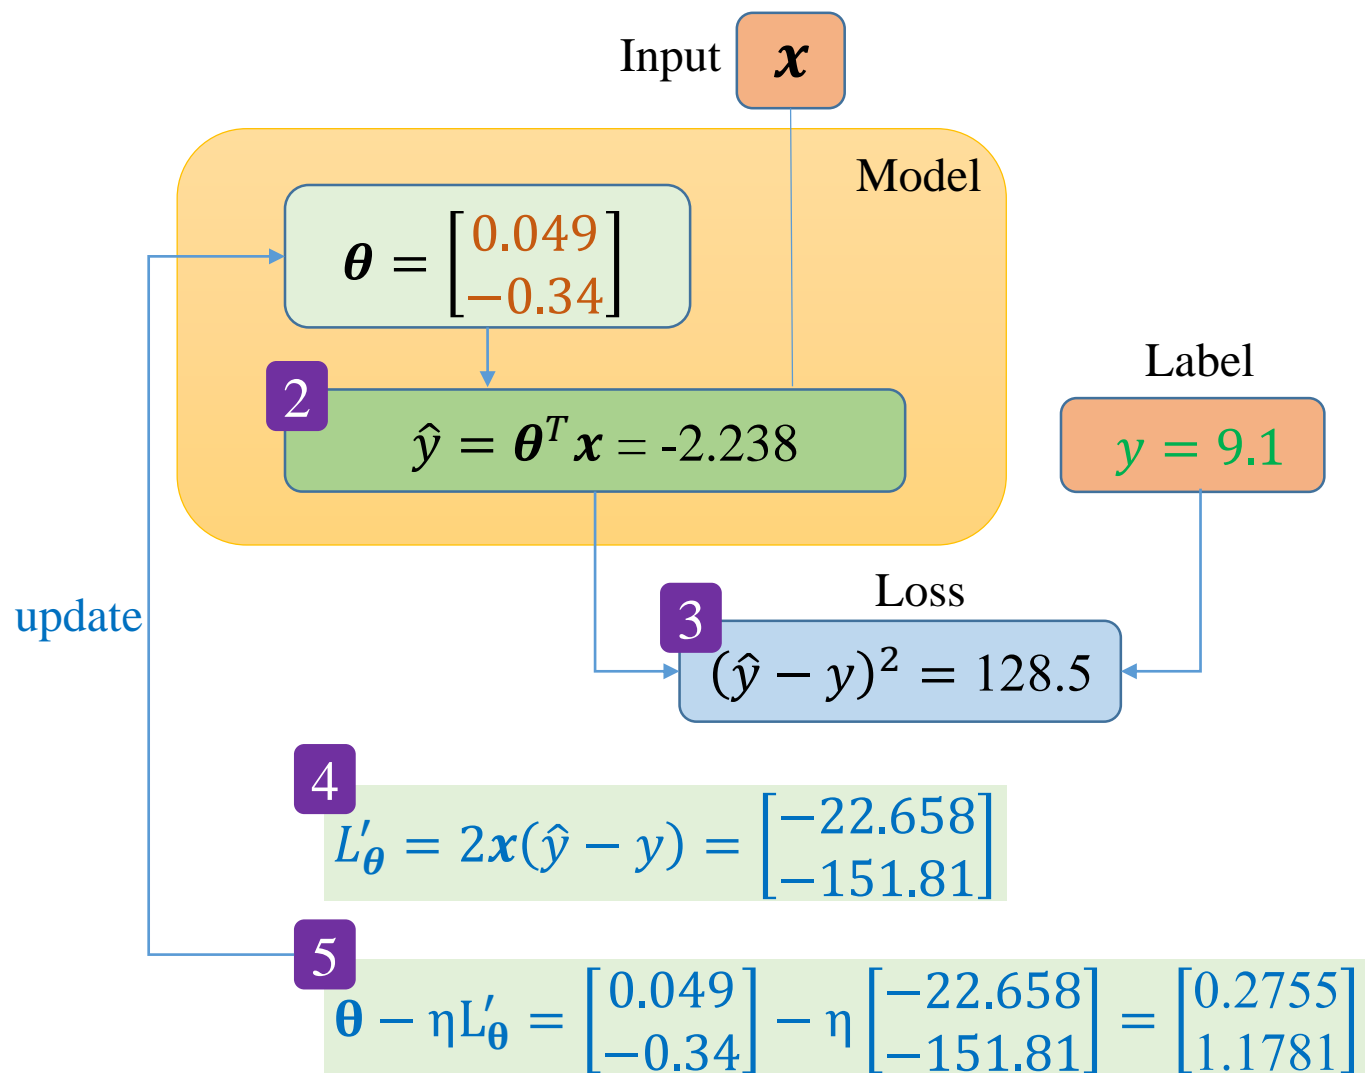 Input 𝒙
Model
𝜽 = [0.049
−0.34]
2
ŷ = 𝜽ᵀ𝒙 = -2.238
Label
y = 9.1
update
Loss
3
(ŷ − y)² = 128.5
4
L′𝜽 = 2𝒙(ŷ − y) = [−22.658
−151.81]
5
𝛉 − ηL′𝛉 = [0.049
−0.34] − η [−22.658
−151.81] = [0.2755
1.1781]